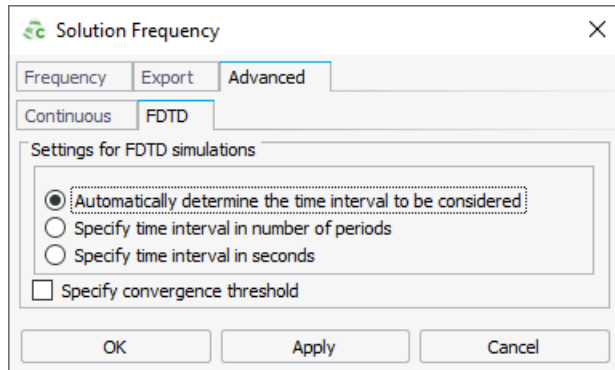 Solution Frequency
Frequency Export Advanced
Continuous FDTD
Settings for FDTD simulations
Automatically determine the time interval to be considered
Specify time interval in number of periods
Specify time interval in seconds
Specify convergence threshold
OK Apply Cancel